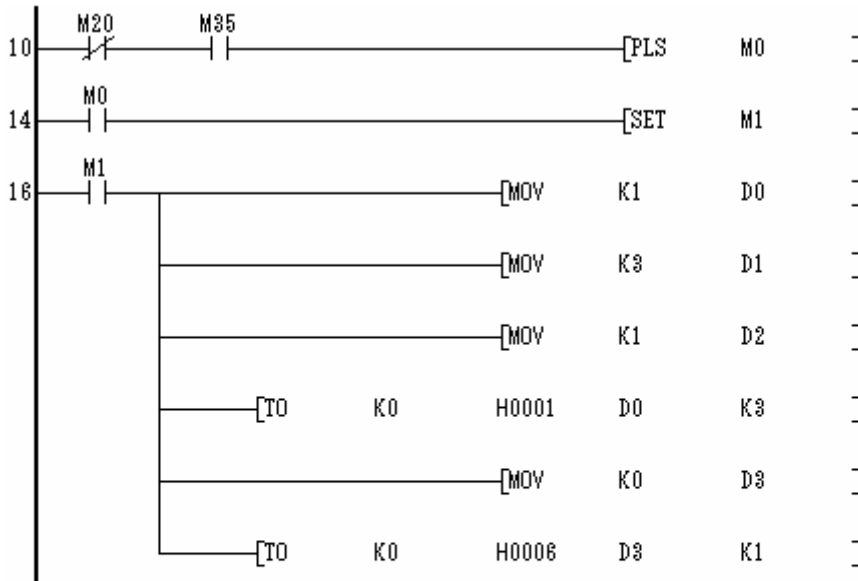 M20 M35
10 [PLS M0 ]
M0
14 [SET M1 ]
M1
16 [MOV K1 D0 ]
[MOV K3 D1 ]
[MOV K1 D2 ]
[TO K0 H0001 D0 K3 ]
[MOV K0 D3 ]
[TO K0 H0006 D3 K1 ]